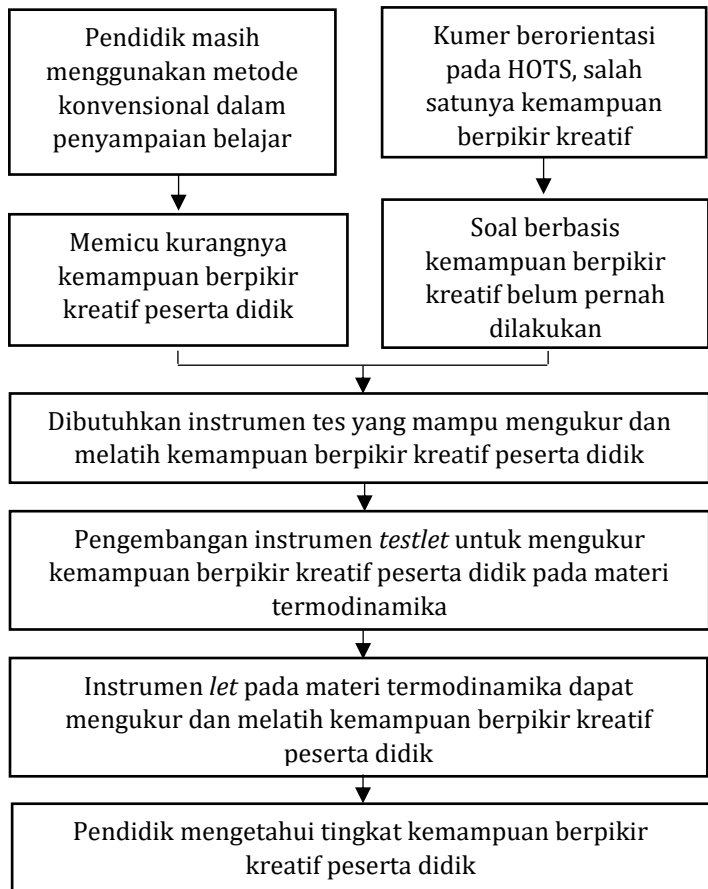 Pendidik masih
menggunakan metode
konvensional dalam
penyampaian belajar
Kumer berorientasi
pada HOTS, salah
satunya kemampuan
berpikir kreatif
Memicu kurangnya
kemampuan berpikir
kreatif peserta didik
Soal berbasis
kemampuan berpikir
kreatif belum pernah
dilakukan
Dibutuhkan instrumen tes yang mampu mengukur dan
melatih kemampuan berpikir kreatif peserta didik
Pengembangan instrumen testlet untuk mengukur
kemampuan berpikir kreatif peserta didik pada materi
termodinamika
Instrumen let pada materi termodinamika dapat
mengukur dan melatih kemampuan berpikir kreatif
peserta didik
Pendidik mengetahui tingkat kemampuan berpikir
kreatif peserta didik